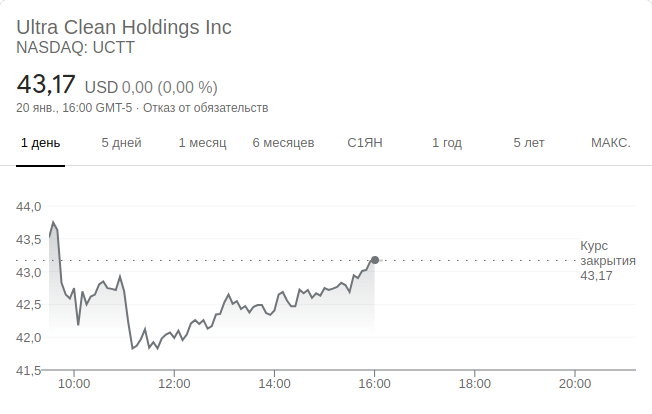 Ultra Clean Holdings Inc
NASDAQ: UCTT
43,17 USD 0,00 (0,00 %)
20 янв., 16:00 GMT-5 · Отказ от обязательств
1 день 5 дней 1 месяц 6 месяцев С1ЯН 1 год 5 лет МАКС.
44,0
43,5
Курс
закрытия
43,17
43,0
42,5
42,0
41,5
10:00 12:00 14:00 16:00 18:00 20:00